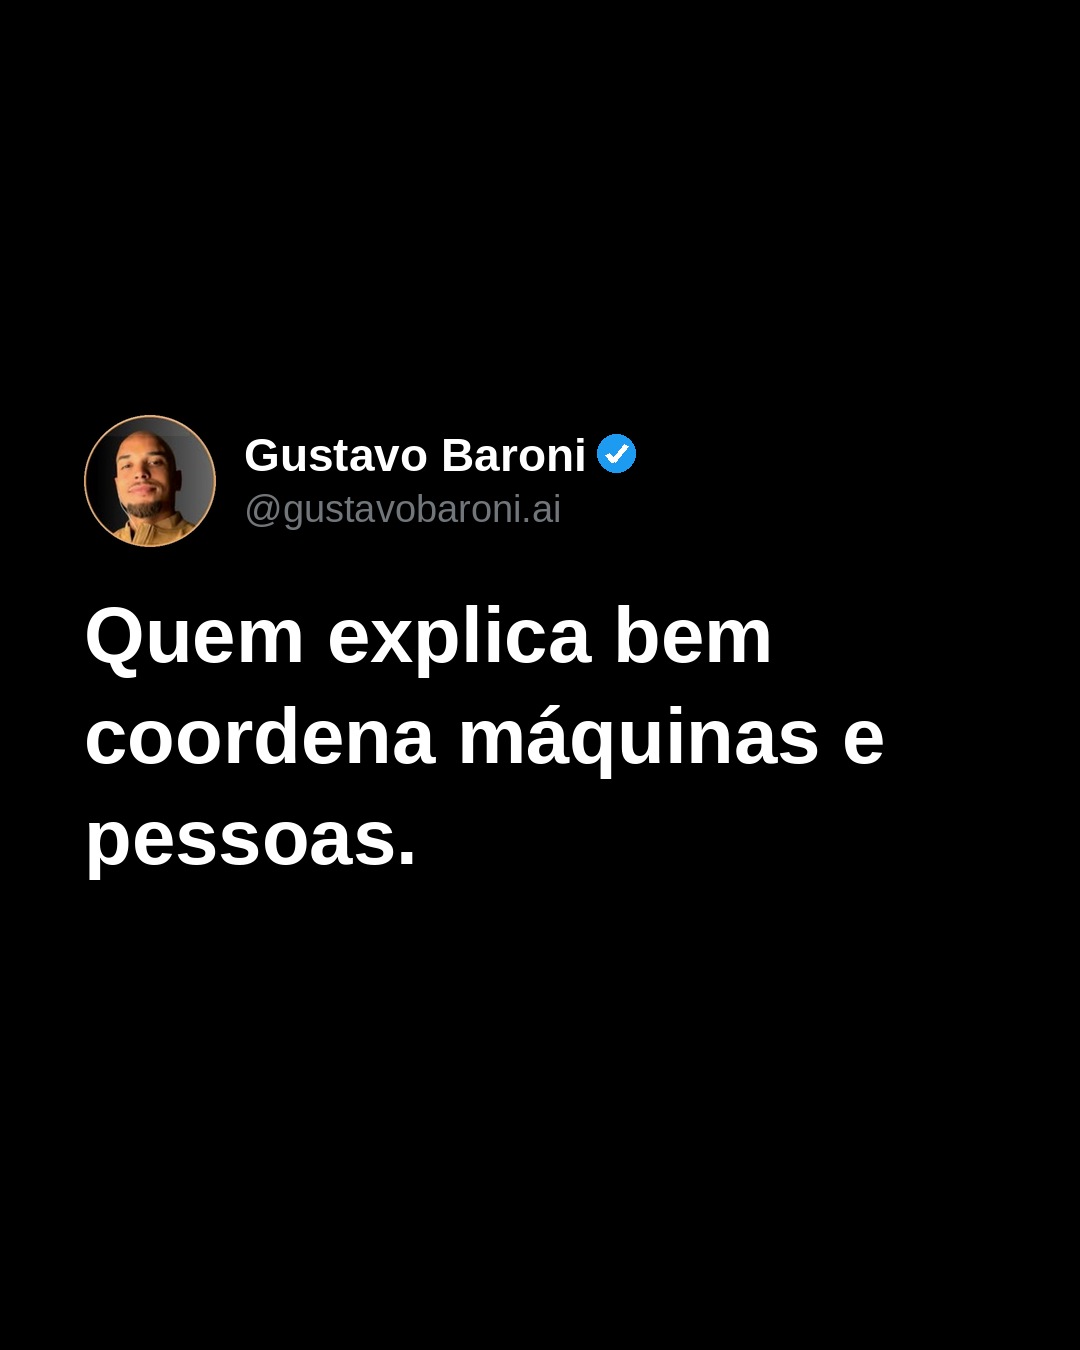 Gustavo Baroni
@gustavobaroni.ai
Quem explica bem
coordena máquinas e
pessoas.